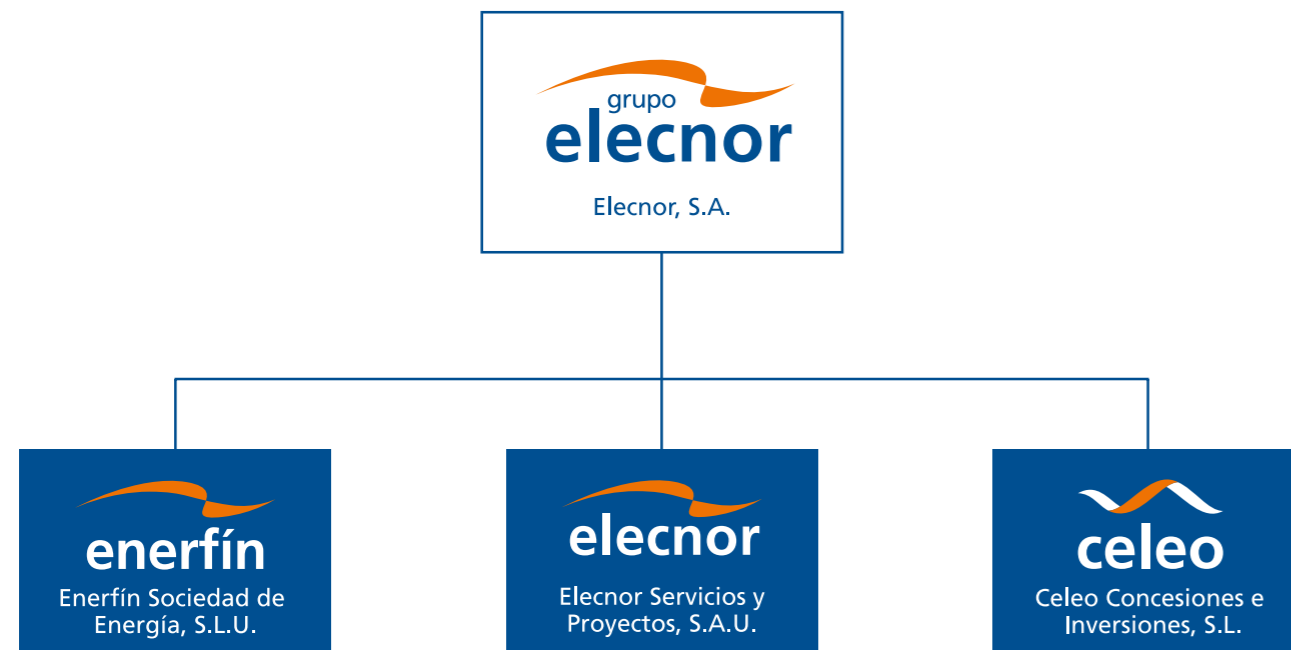 grupo
elecnor
Elecnor, S.A.
enerfín
Enerfín Sociedad de
Energía, S.L.U.
elecnor
Elecnor Servicios y
Proyectos, S.A.U.
celeo
Celeo Concesiones e
Inversiones, S.L.